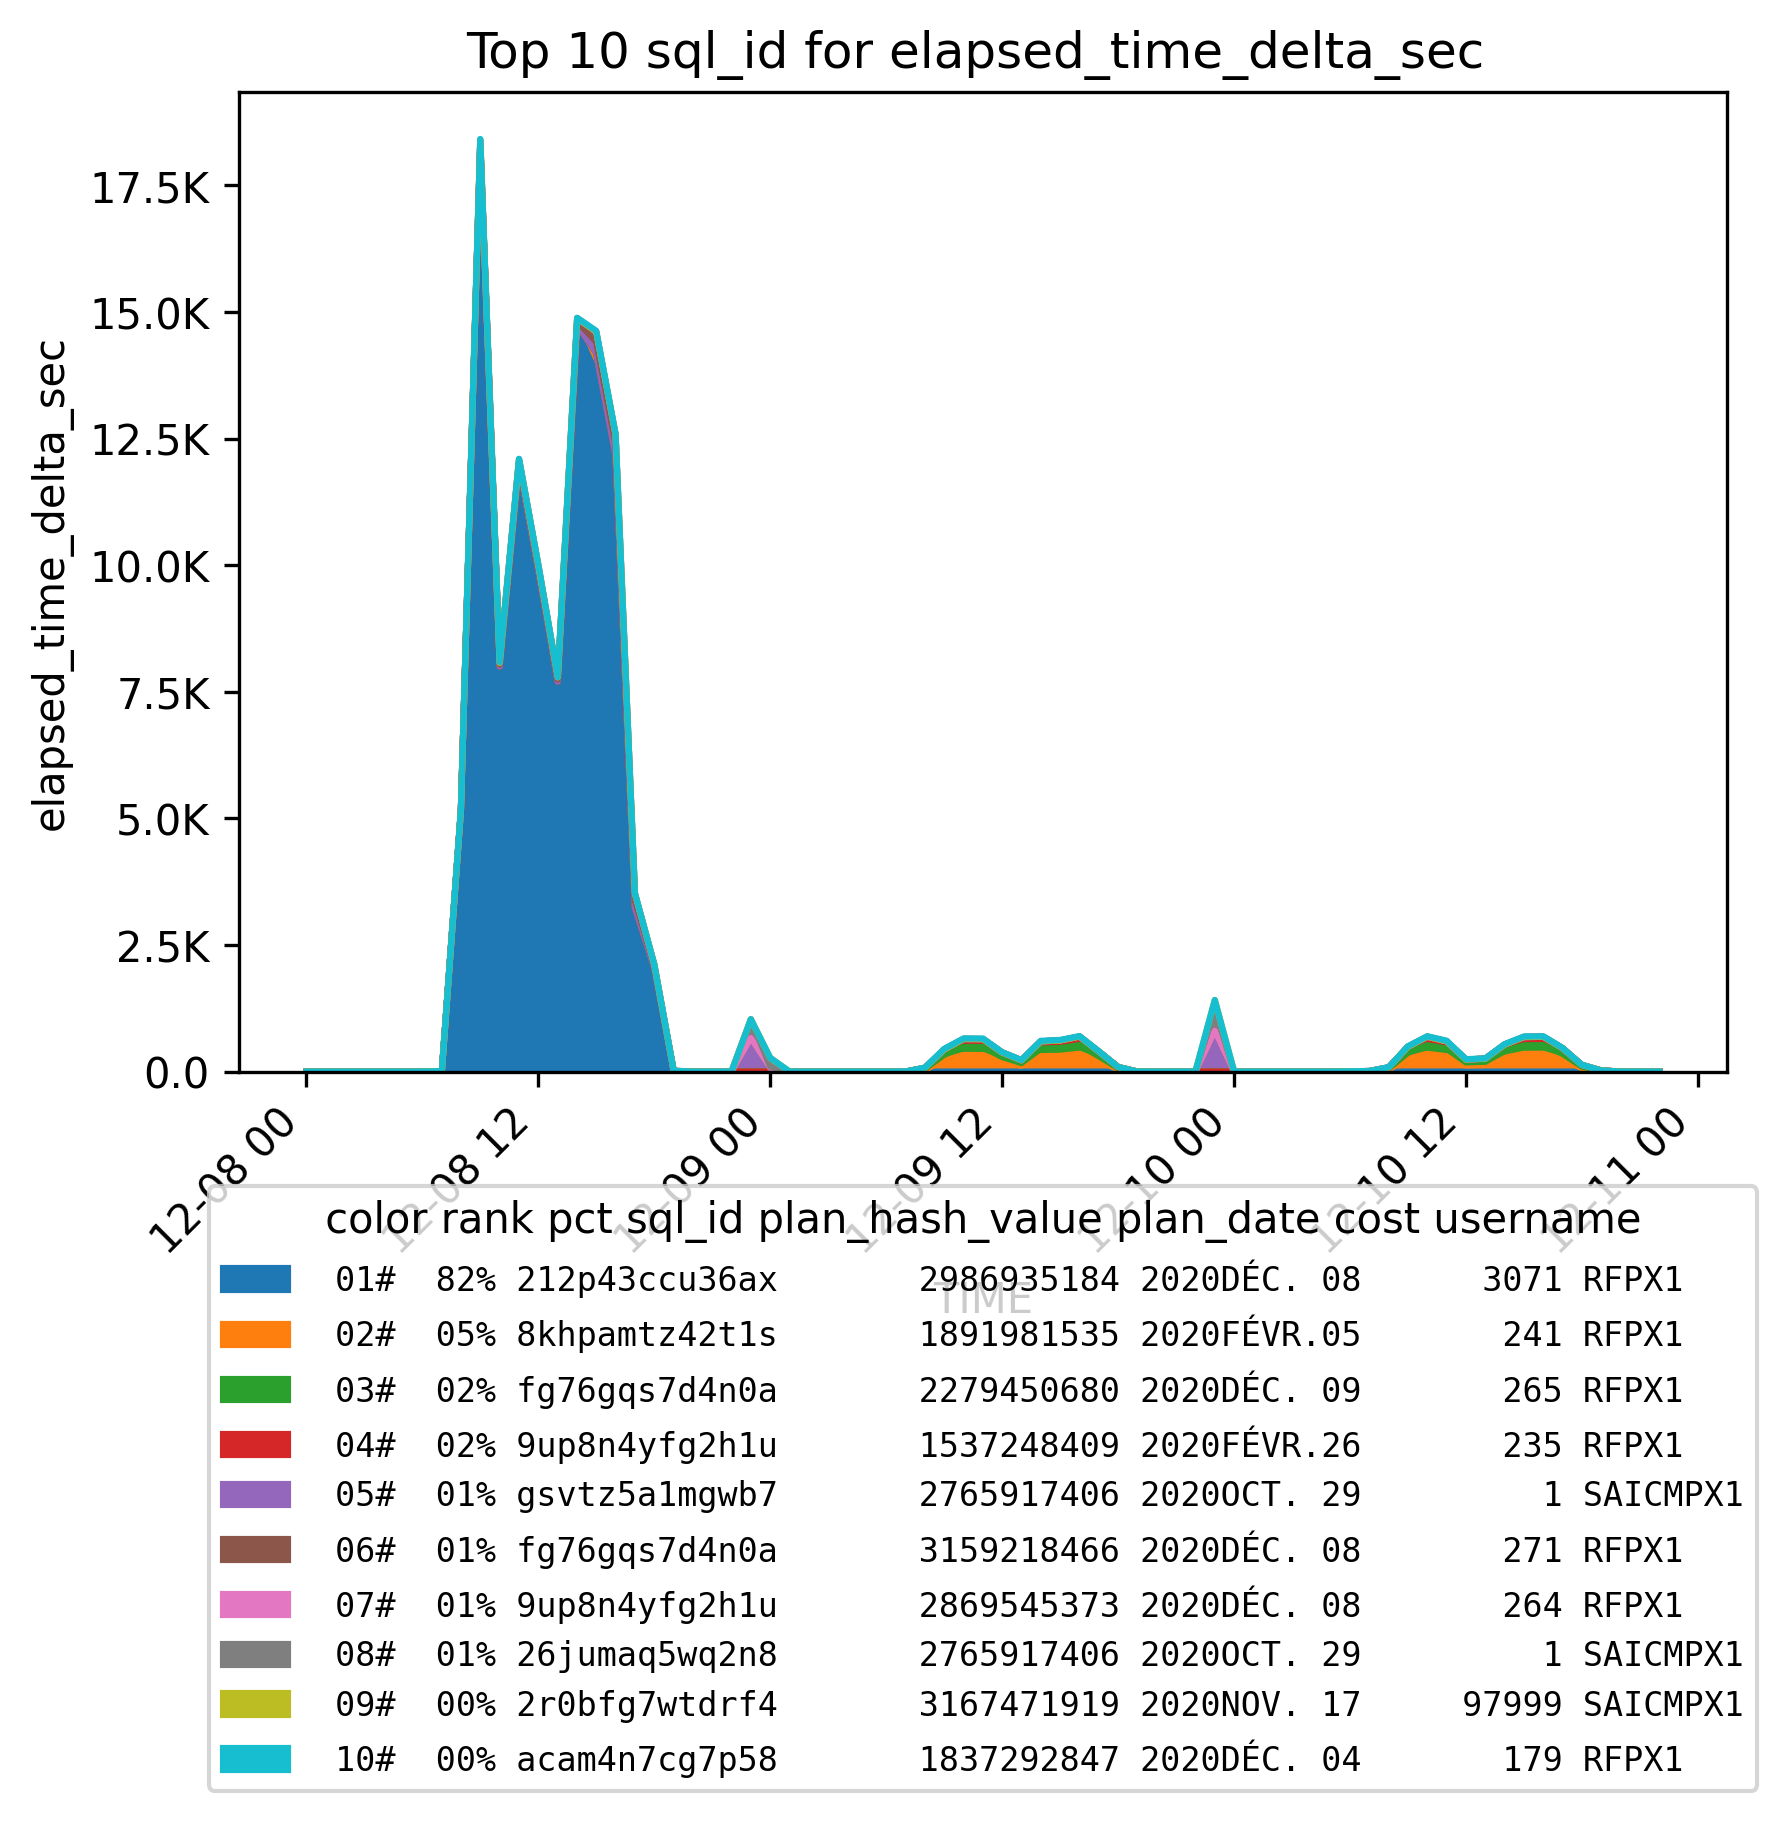 Top 10 sql_id for elapsed_time_delta_sec
elapsed_time_delta_sec
17.5K
15.0K
12.5K
10.0K
7.5K
5.0K
2.5K
0.0
12-08 00
12-08 12
12-09 00
12-09 12
12-10 00
12-10 12
12-11 00
TIME
color rank pct sql_id plan_hash_value plan_date cost username
01# 82% 212p43ccu36ax 2986935184 2020DÉC. 08 3071 RFPX1
02# 05% 8khpamtz42t1s 1891981535 2020FÉVR.05 241 RFPX1
03# 02% fg76gqs7d4n0a 2279450680 2020DÉC. 09 265 RFPX1
04# 02% 9up8n4yfg2h1u 1537248409 2020FÉVR.26 235 RFPX1
05# 01% gsvtz5a1mgwb7 2765917406 2020OCT. 29 1 SAICMPX1
06# 01% fg76gqs7d4n0a 3159218466 2020DÉC. 08 271 RFPX1
07# 01% 9up8n4yfg2h1u 2869545373 2020DÉC. 08 264 RFPX1
08# 01% 26jumaq5wq2n8 2765917406 2020OCT. 29 1 SAICMPX1
09# 00% 2r0bfg7wtdrf4 3167471919 2020NOV. 17 97999 SAICMPX1
10# 00% acam4n7cg7p58 1837292847 2020DÉC. 04 179 RFPX1